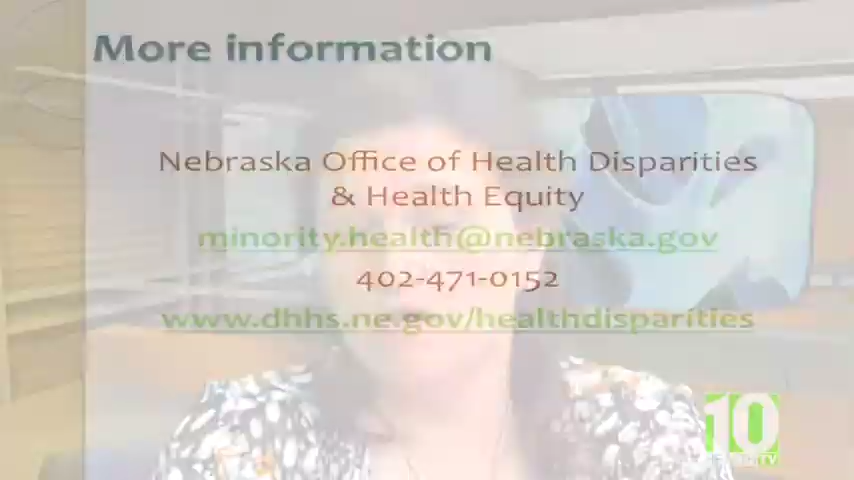 More information
Nebraska Office of Health Disparities
& Health Equity
minority.health@nebraska.gov
402-471-0152
www.dhhs.ne.gov/healthdisparities
10